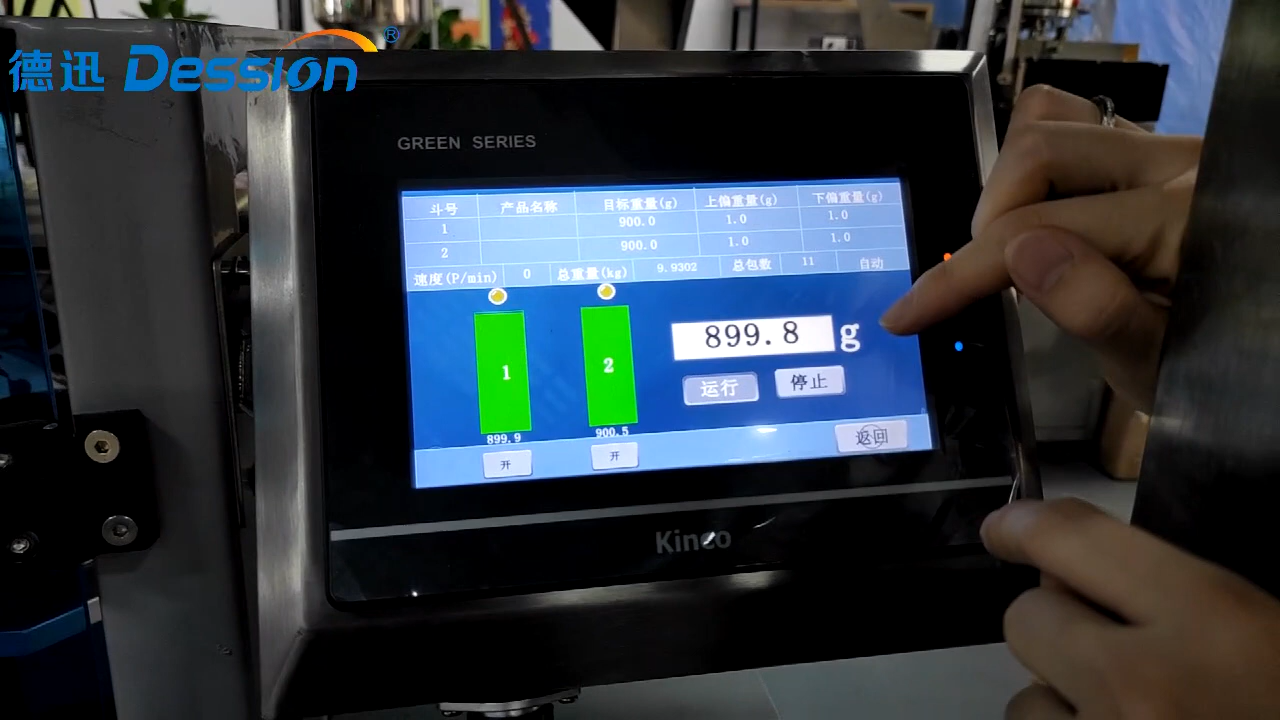 德迅 Dession®
GREEN SERIES
斗号 产品名称 目标重量(g) 上偏重量(g) 下偏重量(g)
1 900.0 1.0 1.0
2 900.0 1.0 1.0
速度(P/min) 0 总重量(kg) 9.9302 总包数 11 自动
1 2
899.8 g
运行 停止
899.9 900.5
开 开 返回
Kinco